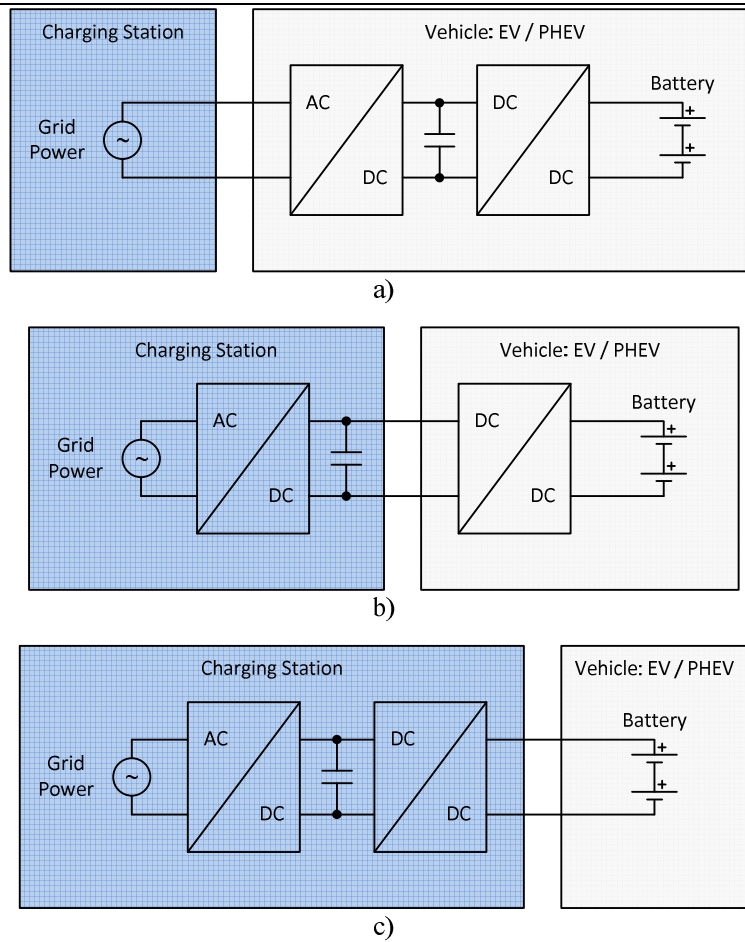 Charging Station
Vehicle: EV / PHEV
Grid
Power
~
AC
DC
DC
DC
Battery
+
+
a)
Charging Station
Vehicle: EV / PHEV
Grid
Power
~
AC
DC
DC
DC
Battery
+
+
b)
Charging Station
Vehicle: EV / PHEV
Grid
Power
~
AC
DC
DC
DC
Battery
+
+
c)